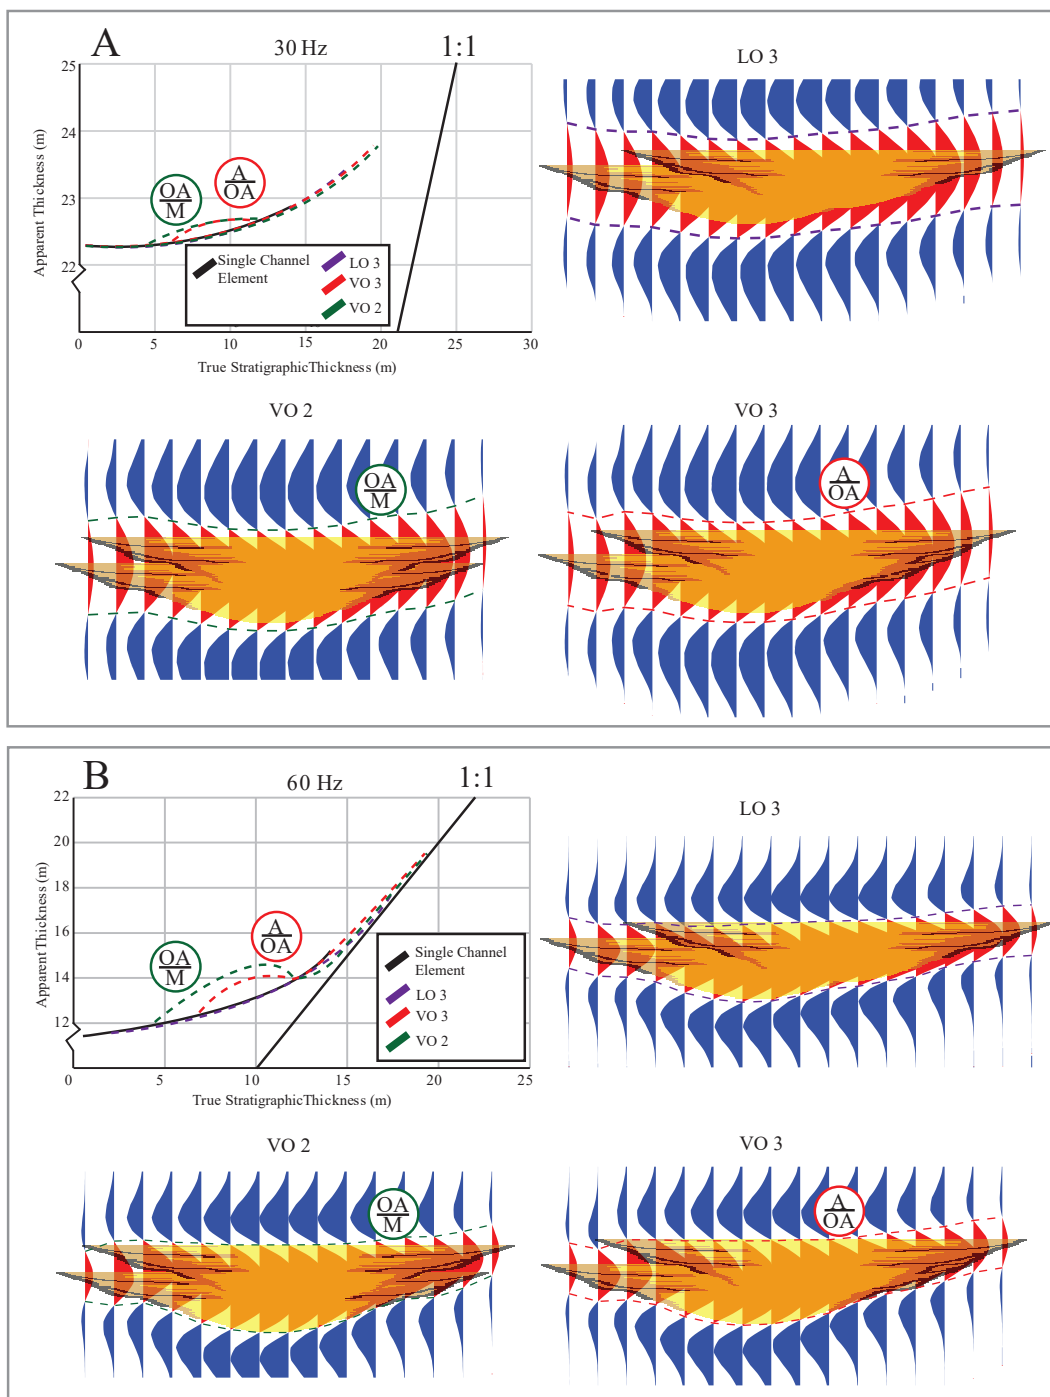 A
30 Hz
1:1
LO 3
25
24
23
22
Apparent Thickness (m)
OA
M
A
OA
Single Channel
Element
LO 3
VO 3
VO 2
0
5
10
15
20
25
30
True StratigraphicThickness (m)
VO 2
OA
M
VO 3
A
OA
B
60 Hz
1:1
LO 3
22
20
18
16
14
12
Apparent Thickness (m)
OA
M
A
OA
Single Channel
Element
LO 3
VO 3
VO 2
0
5
10
15
20
25
True StratigraphicThickness (m)
VO 2
OA
M
VO 3
A
OA